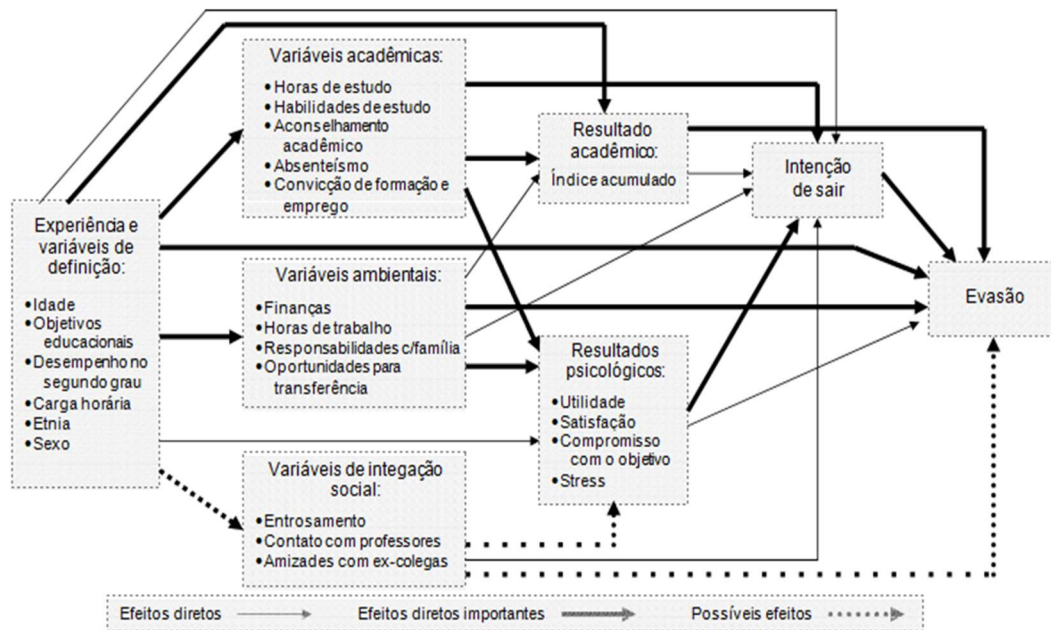 Variáveis acadêmicas:
• Horas de estudo
• Habilidades de estudo
• Aconselhamento
acadêmico
• Absenteísmo
• Convicção de formação e
emprego
Resultado
acadêmico:
Índice acumulado
Intenção
de sair
Experiência e
variáveis de
definição:
• Idade
• Objetivos
educacionais
• Desempenho no
segundo grau
• Carga horária
• Etnia
• Sexo
Variáveis ambientais:
• Finanças
• Horas de trabalho
• Responsabilidades c/família
• Oportunidades para
transferência
Evasão
Resultados
psicológicos:
• Utilidade
• Satisfação
• Compromisso
com o objetivo
• Stress
Variáveis de integação
social:
• Entrosamento
• Contato com professores
• Amizades com ex-colegas
Efeitos diretos
Efeitos diretos importantes
Possíveis efeitos